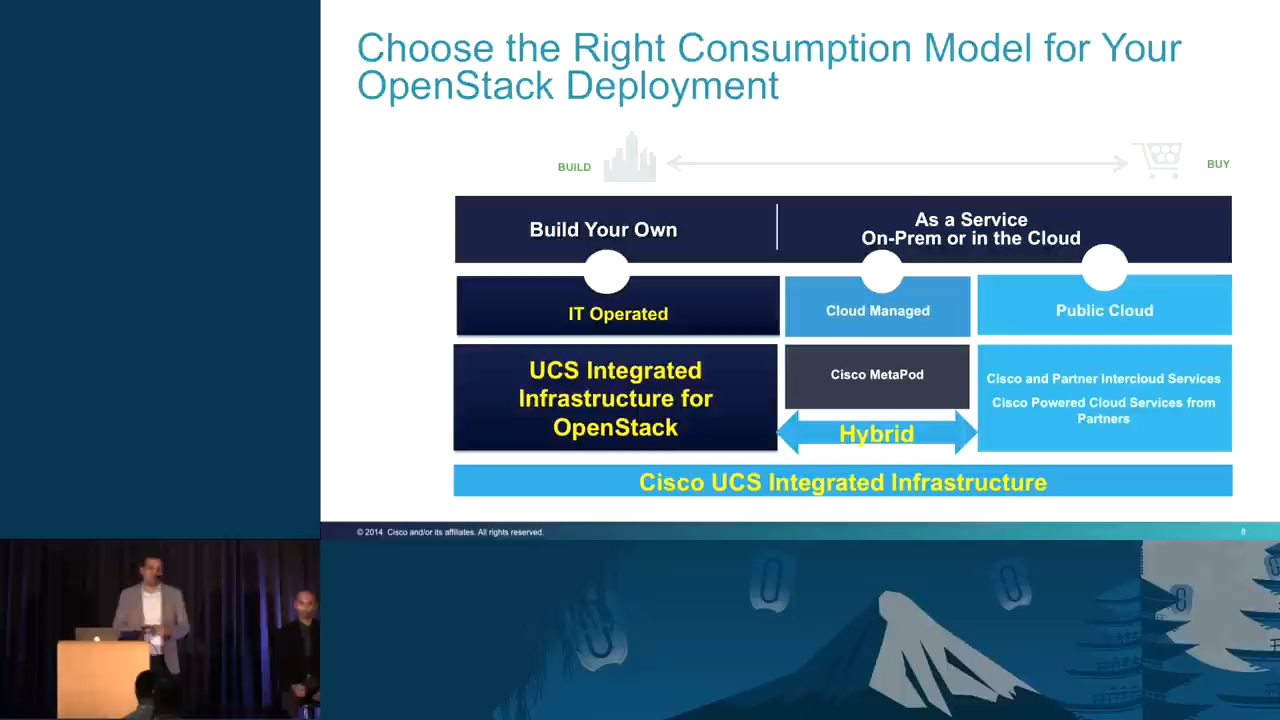 Choose the Right Consumption Model for Your
OpenStack Deployment
BUILD
BUY
Build Your Own
As a Service
On-Prem or in the Cloud
IT Operated
Cloud Managed
Public Cloud
UCS Integrated
Infrastructure for
OpenStack
Cisco MetaPod
Cisco and Partner Intercloud Services
Cisco Powered Cloud Services from
Partners
Hybrid
Cisco UCS Integrated Infrastructure
© 2014 Cisco and/or its affiliates. All rights reserved.
8